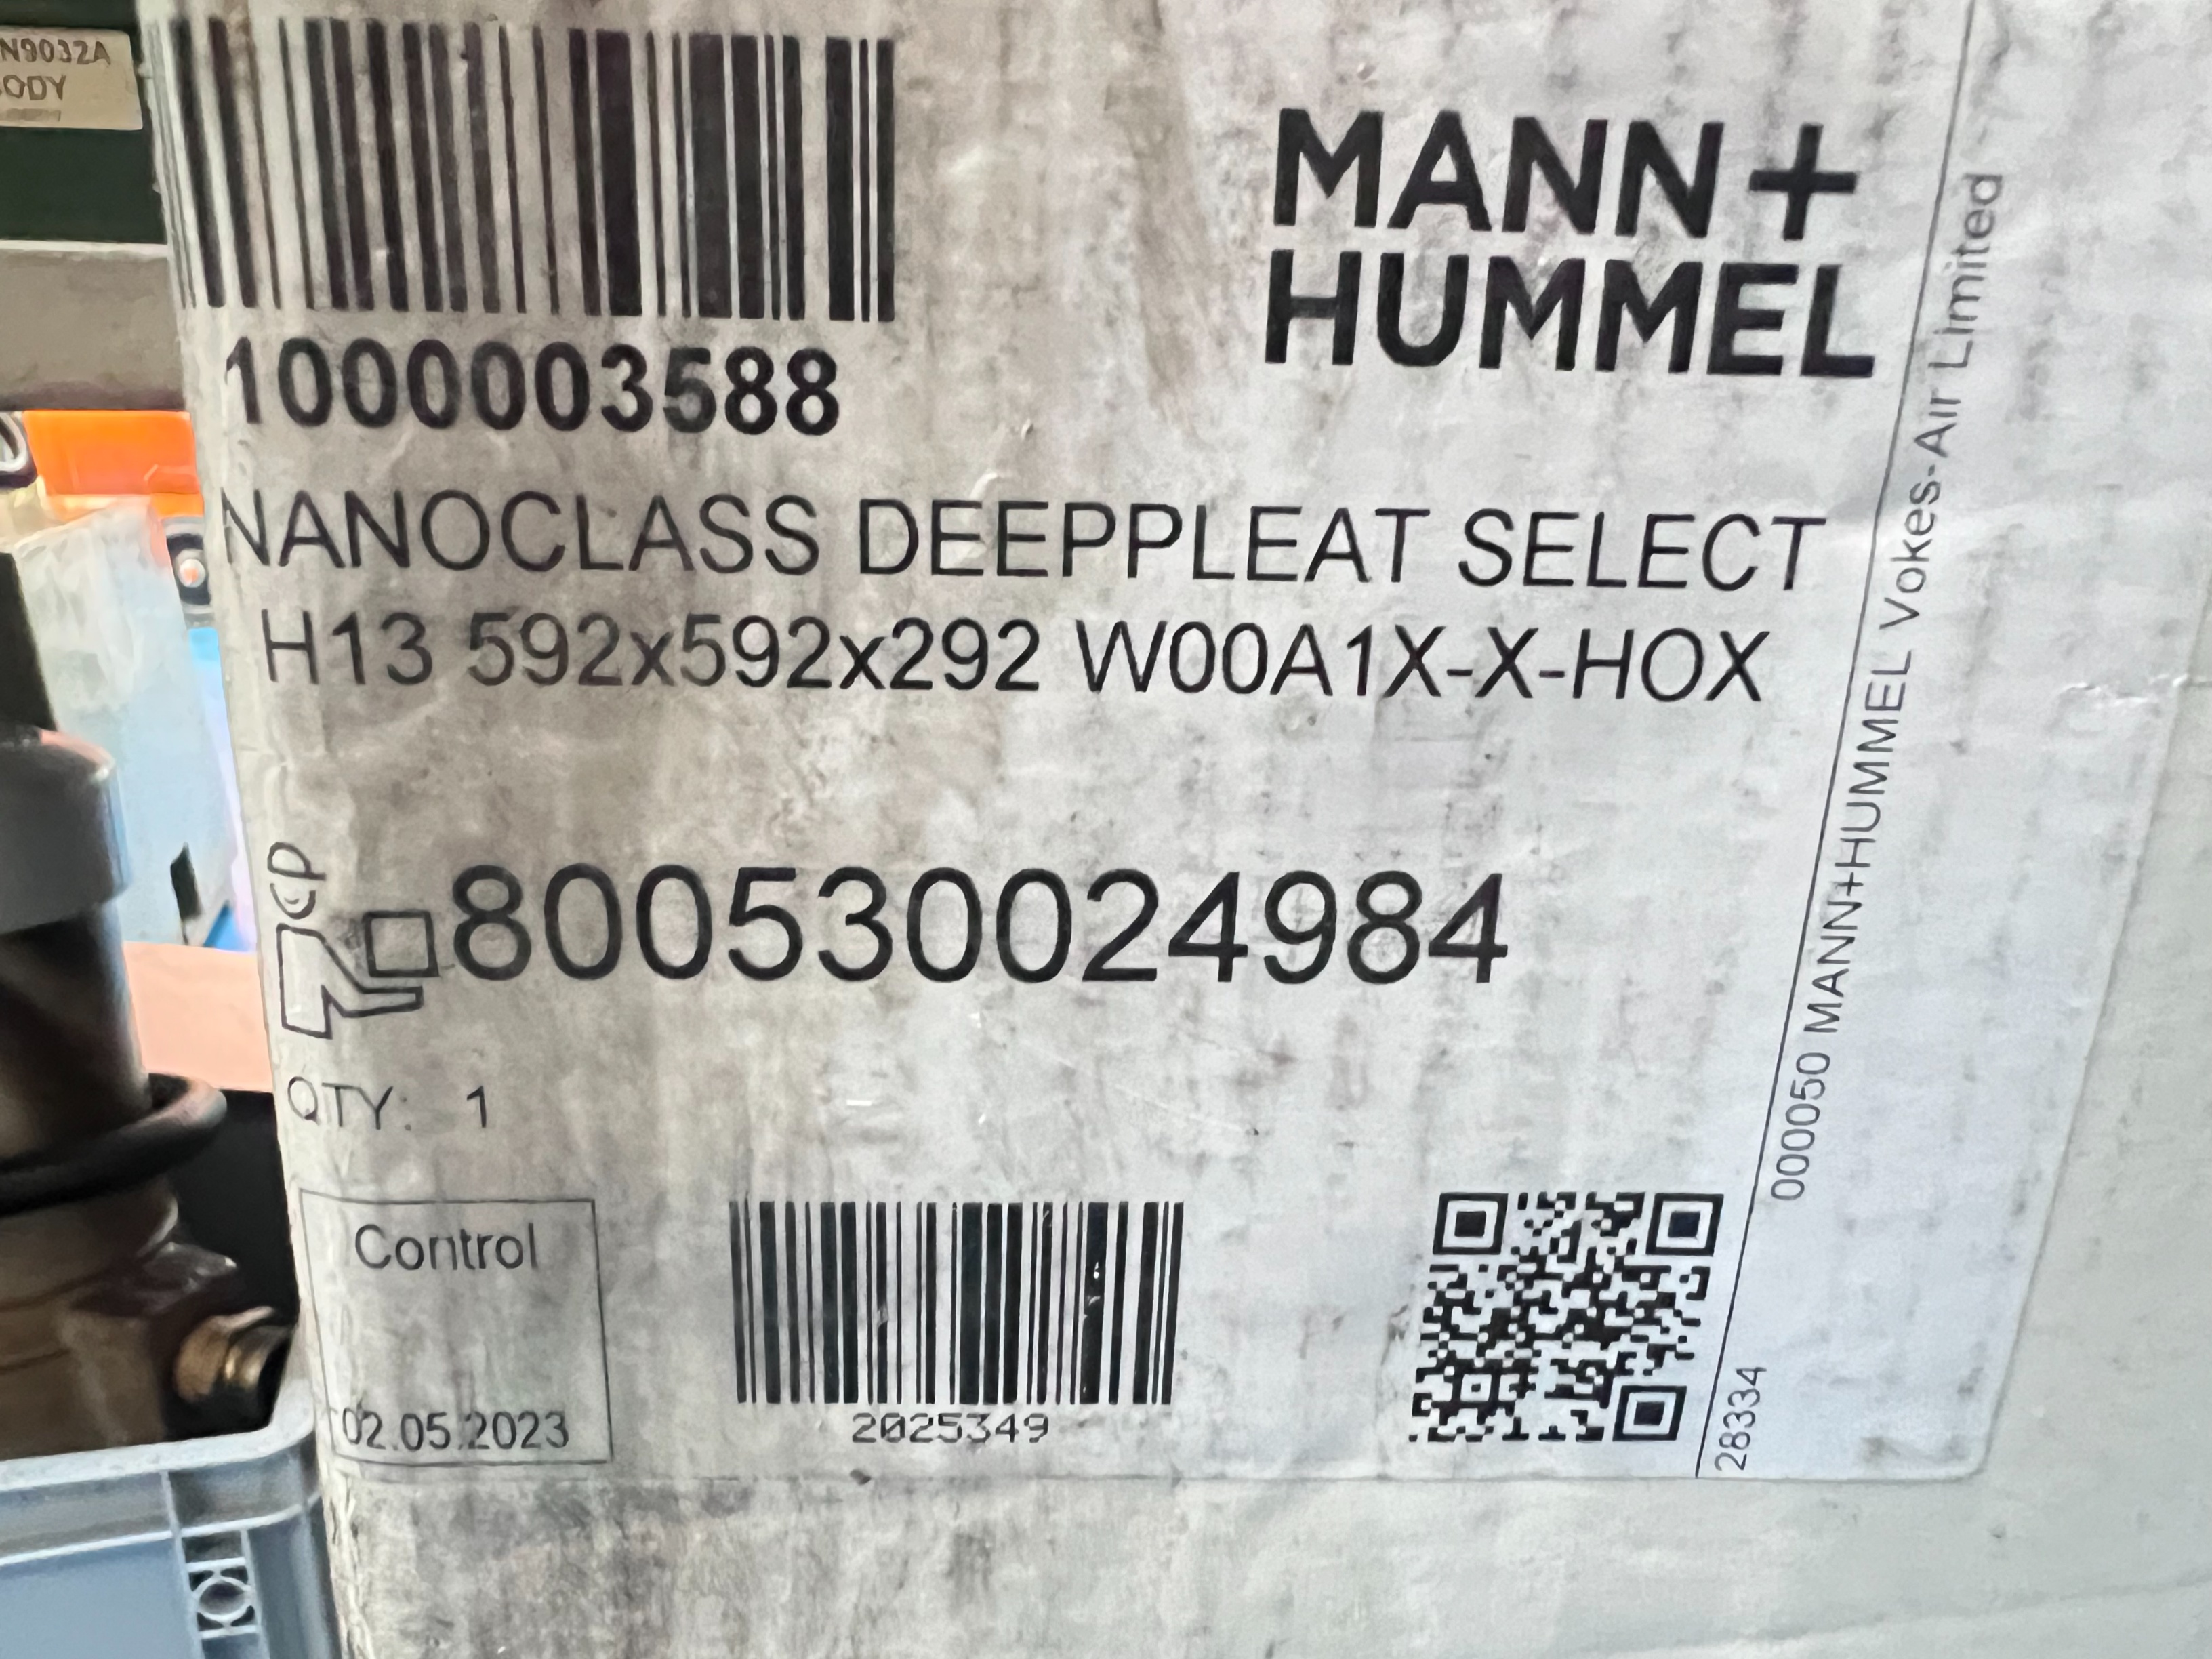 N9032A
ODY
1000003588
MANN+
HUMMEL
NANOCLASS DEEPPLEAT SELECT
H13 592x592x292 W00A1X-X-HOX
800530024984
QTY: 1
Control
02.05.2023
2025349
000050 MANN+HUMMEL Vokes-Air Limited
28334